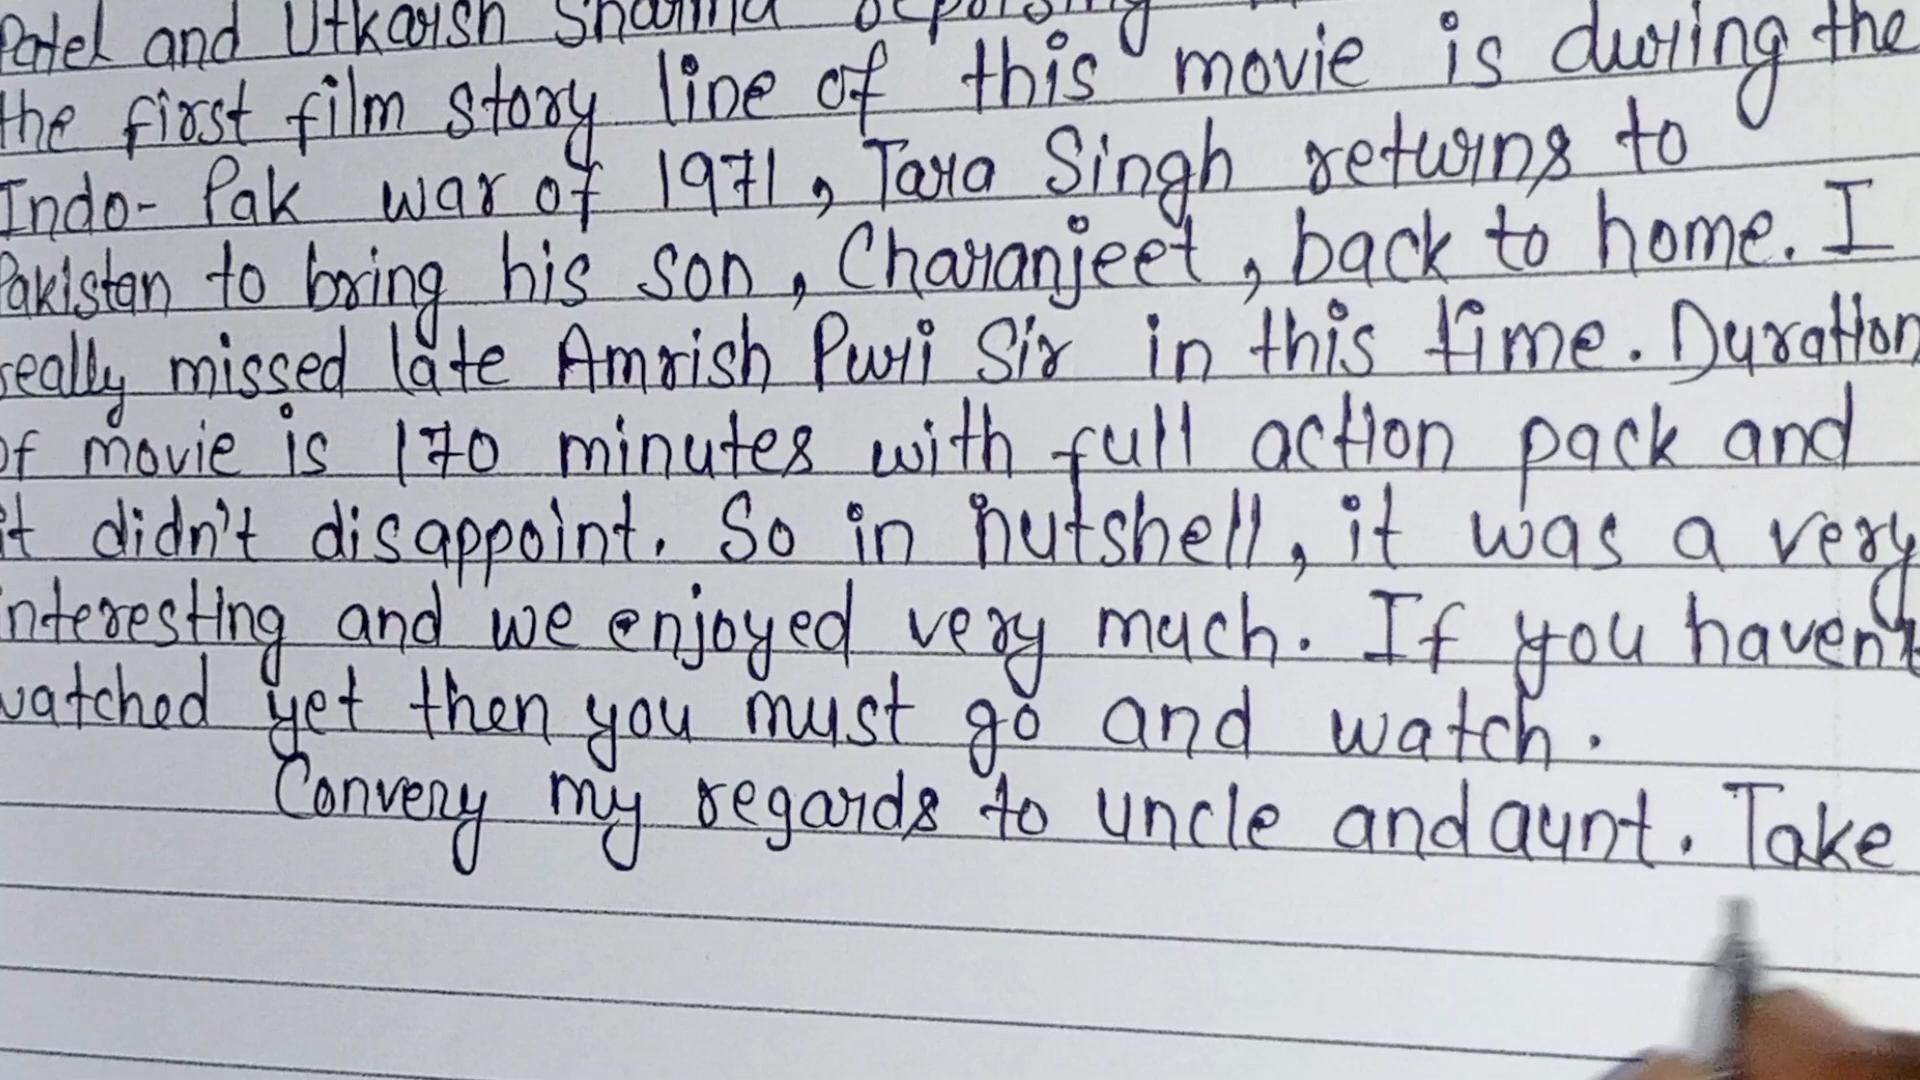 Patel and Utkarsh Sharma
the first film story line of this movie is during the
Indo- Pak war of 1971, Tara Singh returns to
Pakistan to bring his son, Charanjeet, back to home. I
really missed late Amrish Puri Sir in this time. Duration
of movie is 170 minutes with full action pack and
it didn't disappoint. So in nutshell, it was a very
interesting and we enjoyed very much. If you haven't
watched yet then you must go and watch.
Convery my regards to uncle and aunt. Take